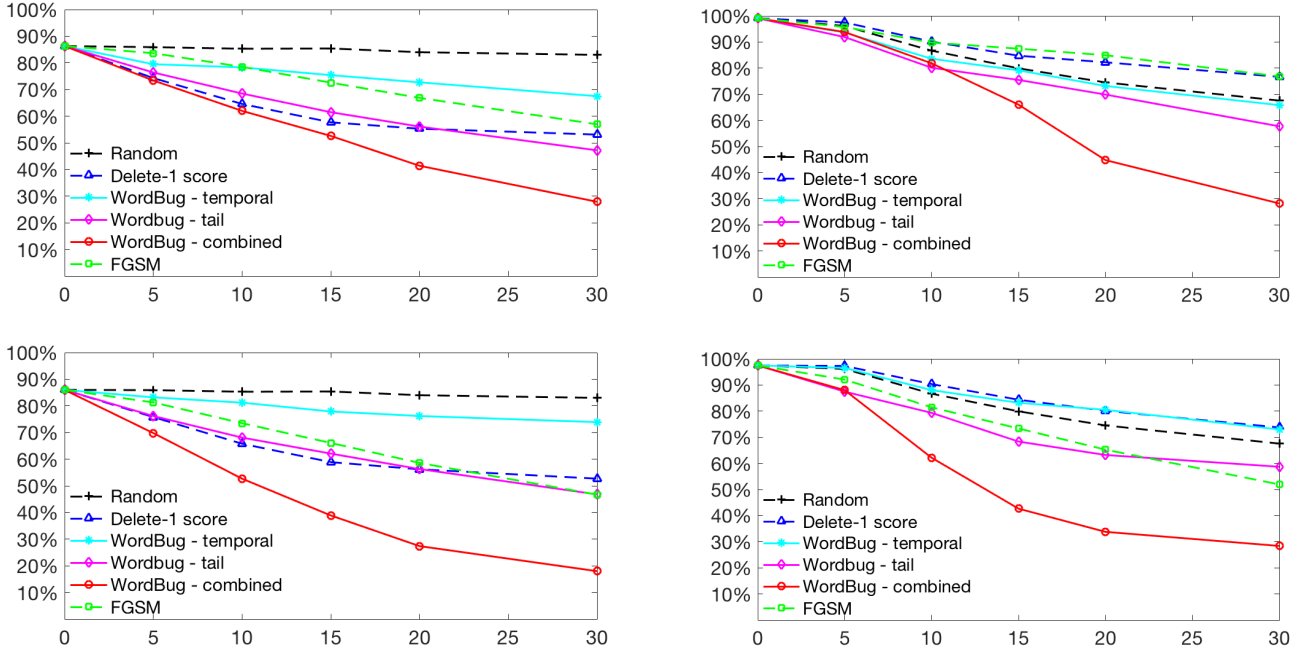 100%
90%
80%
70%
60%
50%
40%
30%
20%
10%
Random
Delete-1 score
WordBug - temporal
Wordbug - tail
WordBug - combined
FGSM
0 5 10 15 20 25 30
100%
90%
80%
70%
60%
50%
40%
30%
20%
10%
Random
Delete-1 score
WordBug - temporal
Wordbug - tail
WordBug - combined
FGSM
0 5 10 15 20 25 30
100%
90%
80%
70%
60%
50%
40%
30%
20%
10%
Random
Delete-1 score
WordBug - temporal
Wordbug - tail
WordBug - combined
FGSM
0 5 10 15 20 25 30
100%
90%
80%
70%
60%
50%
40%
30%
20%
10%
Random
Delete-1 score
WordBug - temporal
Wordbug - tail
WordBug - combined
FGSM
0 5 10 15 20 25 30